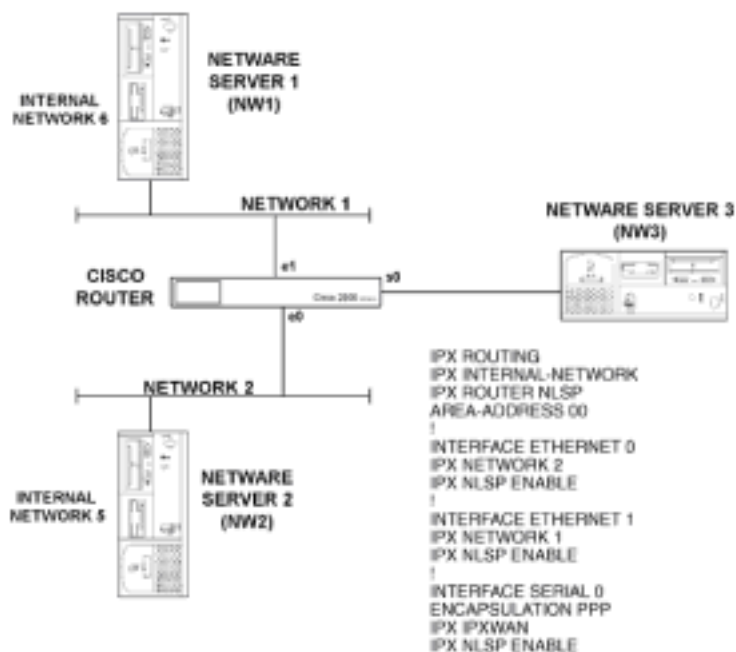 NETWARE
SERVER 1
(NW1)
INTERNAL
NETWORK 6
NETWORK 1
NETWARE SERVER 3
(NW3)
e1
s0
CISCO
ROUTER
Cisco 2500
e0
NETWORK 2
NETWARE
SERVER 2
(NW2)
INTERNAL
NETWORK 5
IPX ROUTING
IPX INTERNAL-NETWORK
IPX ROUTER NLSP
AREA-ADDRESS 00
!
INTERFACE ETHERNET 0
IPX NETWORK 2
IPX NLSP ENABLE
!
INTERFACE ETHERNET 1
IPX NETWORK 1
IPX NLSP ENABLE
!
INTERFACE SERIAL 0
ENCAPSULATION PPP
IPX IPXWAN
IPX NLSP ENABLE